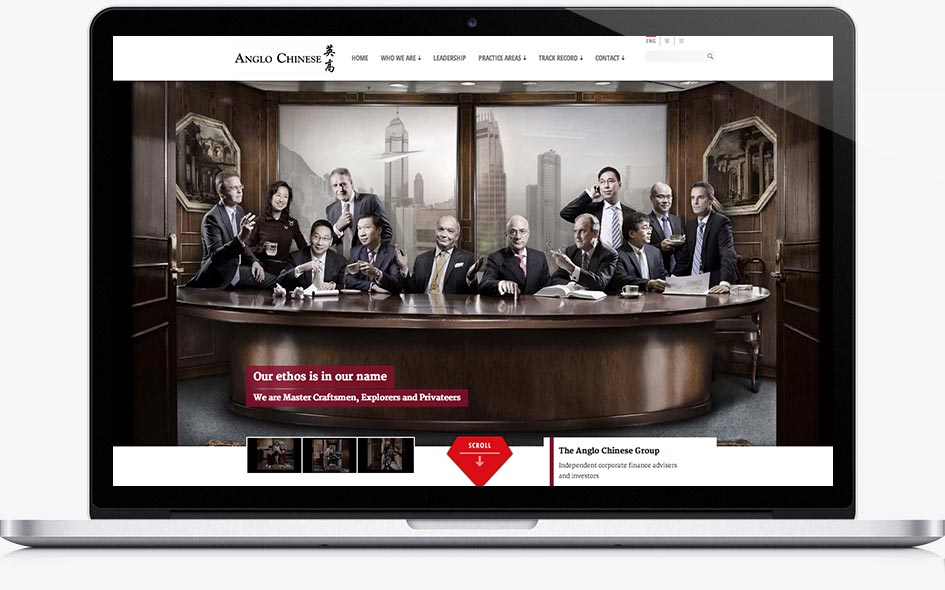 ENG | 繁 | 简
ANGLO CHINESE 英高
HOME WHO WE ARE LEADERSHIP PRACTICE AREAS TRACK RECORD CONTACT
Our ethos is in our name
We are Master Craftsmen, Explorers and Privateers
SCROLL
The Anglo Chinese Group
Independent corporate finance advisers
and investors